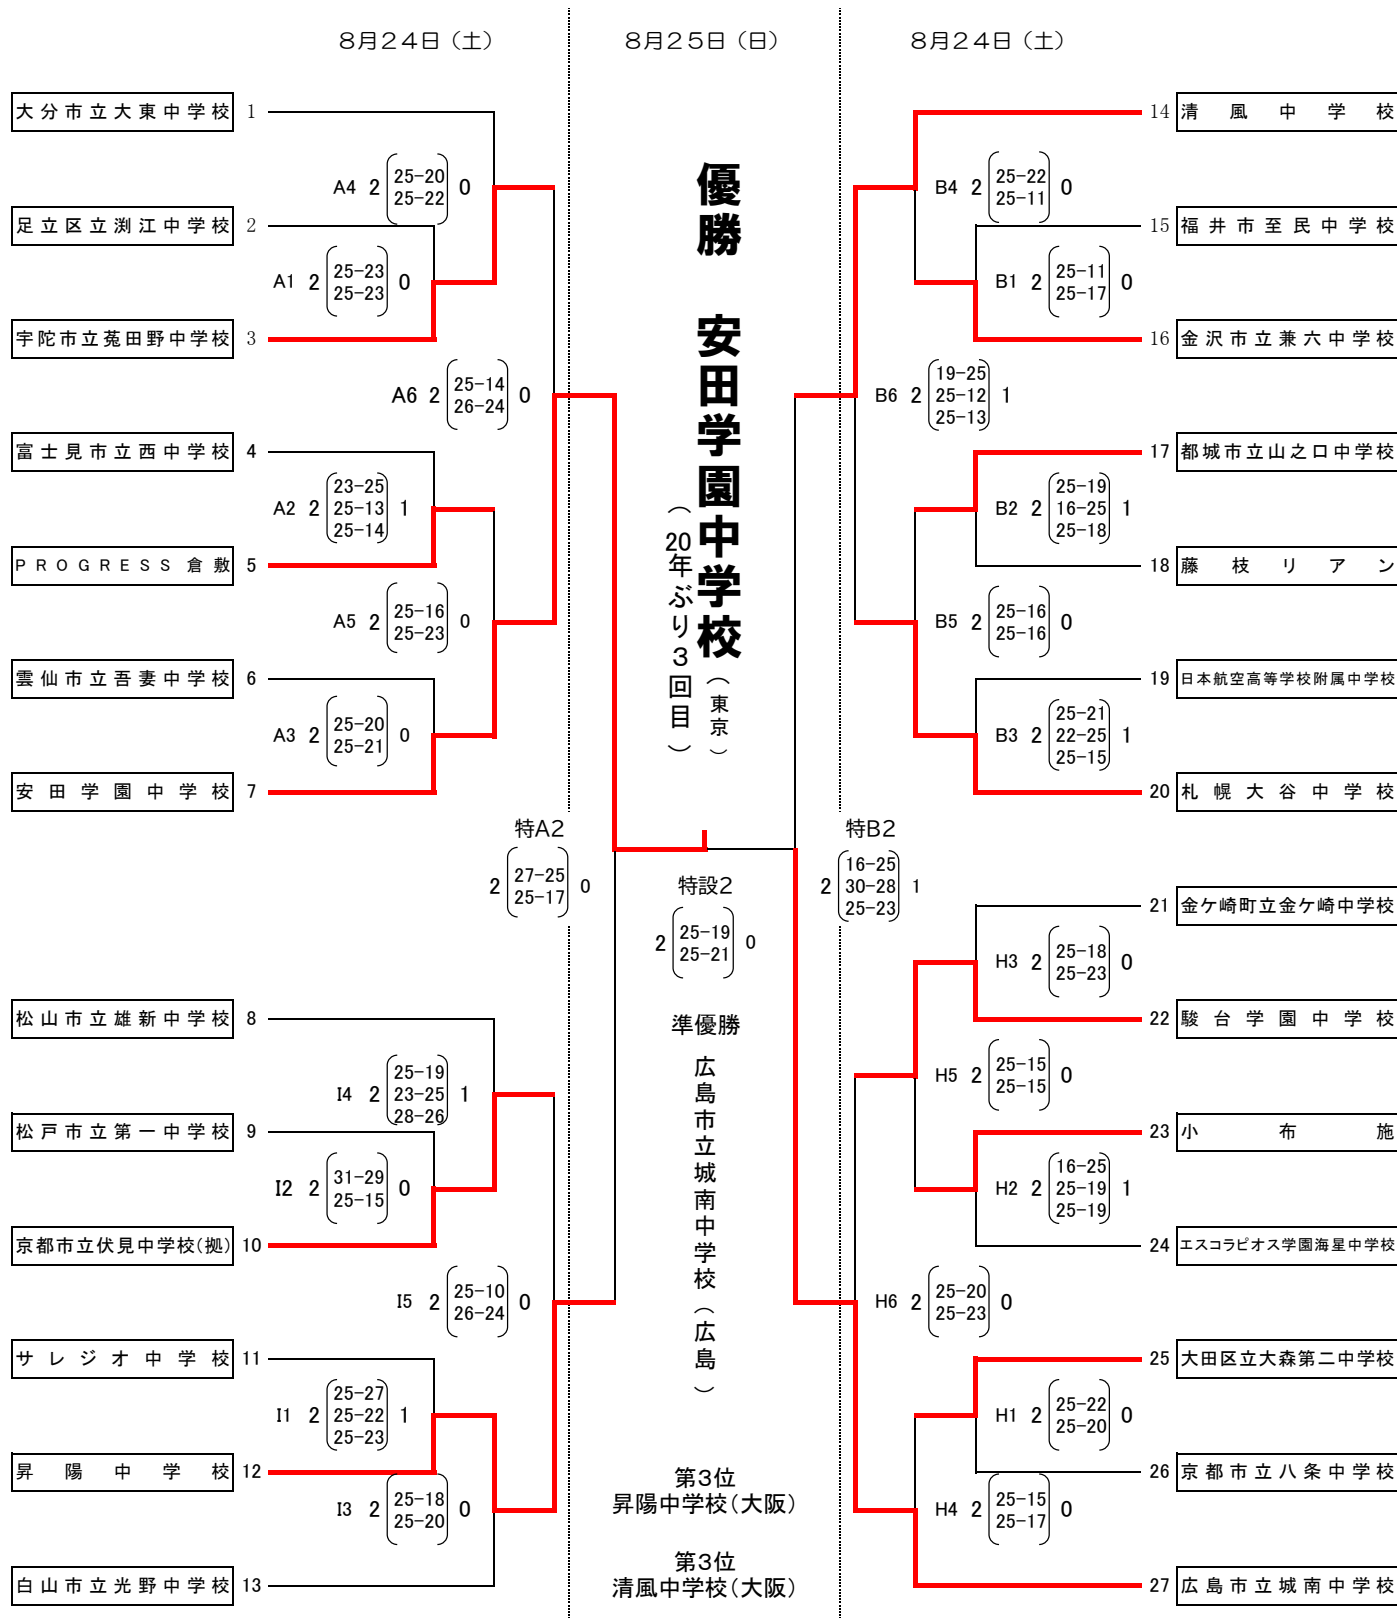 8月24日（土）
8月25日（日）
8月24日（土）
大分市立大東中学校 1
A4 2 25-20 0
25-22
足立区立渕江中学校 2
A1 2 25-23 0
25-23
宇陀市立菟田野中学校 3
A6 2 25-14 0
26-24
富士見市立西中学校 4
A2 2 23-25 1
25-13
25-14
PROGRESS 倉敷 5
A5 2 25-16 0
25-23
雲仙市立吾妻中学校 6
A3 2 25-20 0
25-21
安田学園中学校 7
特A2
2 27-25 0
25-17
松山市立雄新中学校 8
I4 2 25-19 1
23-25
28-26
松戸市立第一中学校 9
I2 2 31-29 0
25-15
京都市立伏見中学校(拠) 10
I5 2 25-10 0
26-24
サレジオ中学校 11
I1 2 25-27 1
25-22
25-23
昇陽中学校 12
I3 2 25-18 0
25-20
白山市立光野中学校 13
優勝 安田学園中学校（東京）
（20年ぶり3回目）
特設2
2 25-19 0
25-21
準優勝
広島市立城南中学校（広島）
第3位
昇陽中学校(大阪)
第3位
清風中学校(大阪)
14 清風中学校
B4 2 25-22 0
25-11
15 福井市至民中学校
B1 2 25-11 0
25-17
16 金沢市立兼六中学校
B6 2 19-25 1
25-12
25-13
17 都城市立山之口中学校
B2 2 25-19 1
16-25
25-18
18 藤枝リアン
B5 2 25-16 0
25-16
19 日本航空高等学校附属中学校
B3 2 25-21 1
22-25
25-15
20 札幌大谷中学校
特B2
2 16-25 1
30-28
25-23
21 金ケ崎町立金ケ崎中学校
H3 2 25-18 0
25-23
22 駿台学園中学校
H5 2 25-15 0
25-15
23 小布施
H2 2 16-25 1
25-19
25-19
24 エスコラピオス学園海星中学校
H6 2 25-20 0
25-23
25 大田区立大森第二中学校
H1 2 25-22 0
25-20
26 京都市立八条中学校
H4 2 25-15 0
25-17
27 広島市立城南中学校